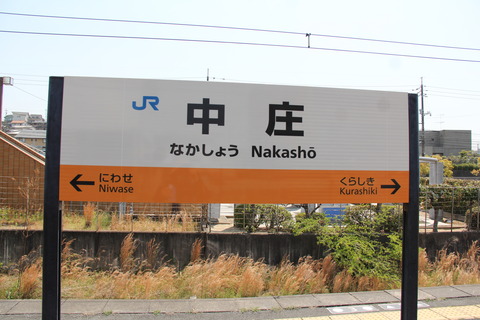 JR 中庄
なかしょう Nakashō
← にわせ くらしき →
Niwase Kurashiki